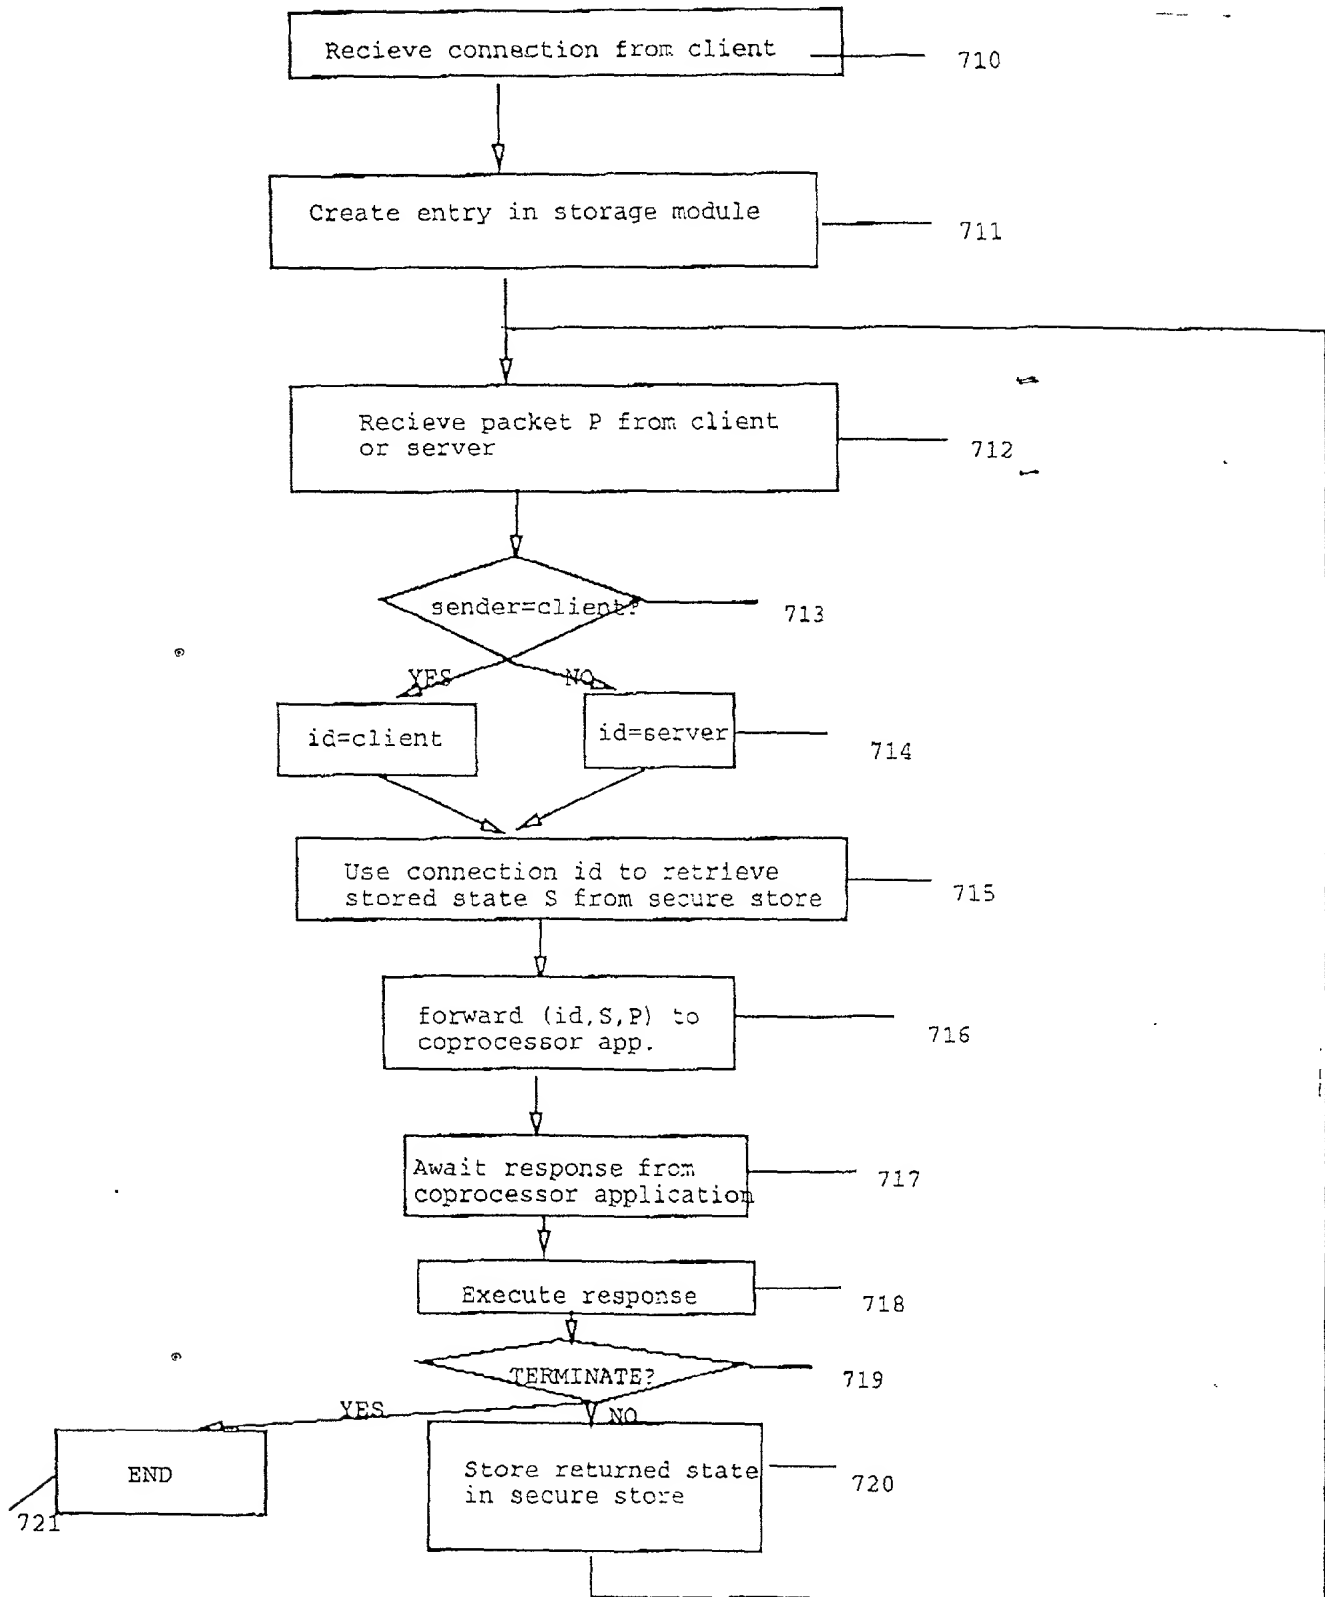 Recieve connection from client
710
Create entry in storage module
711
Recieve packet P from client
or server
712
sender=client?
713
YES
NO
id=client
id=server
714
Use connection id to retrieve
stored state S from secure store
715
forward (id,S,P) to
coprocessor app.
716
Await response from
coprocessor application
717
Execute response
718
TERMINATE?
719
YES
NO
END
721
Store returned state
in secure store
720